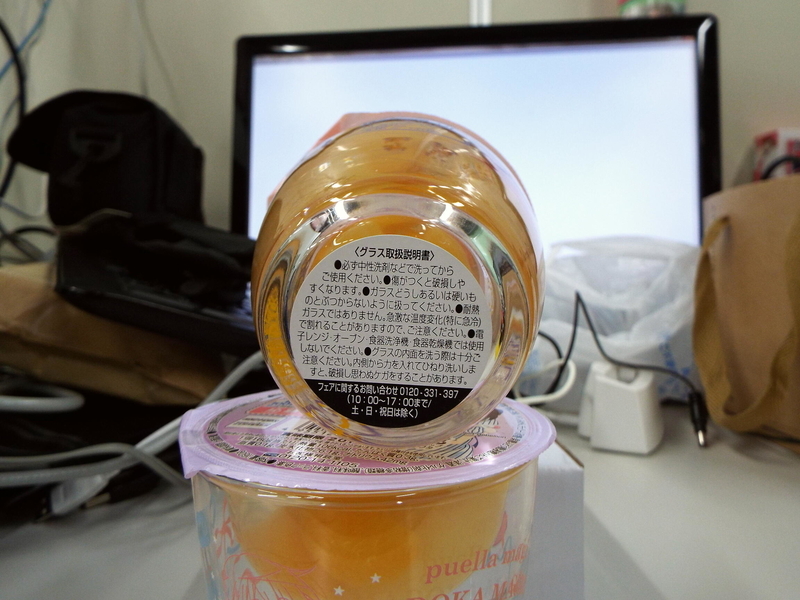 〈グラス取扱説明書〉
●必ず中性洗剤などで洗ってから
ご使用ください。●傷がつくと破損しや
すくなります。●ガラスどうしあるいは硬いも
のとぶつからないように扱ってください。●耐熱
ガラスではありません。急激な温度変化(特に急冷)
で割れることがありますので、ご注意ください。●電
子レンジ・オーブン・食器洗浄機・食器乾燥機では使用
しないでください。●グラスの内面を洗う際は十分ご
注意ください。内側から力を入れてひねり洗いしま
すと、破損し思わぬケガをすることがあります。
フェアに関するお問い合わせ 0120-331-397
(10:00~17:00まで/
土・日・祝日は除く)
puella